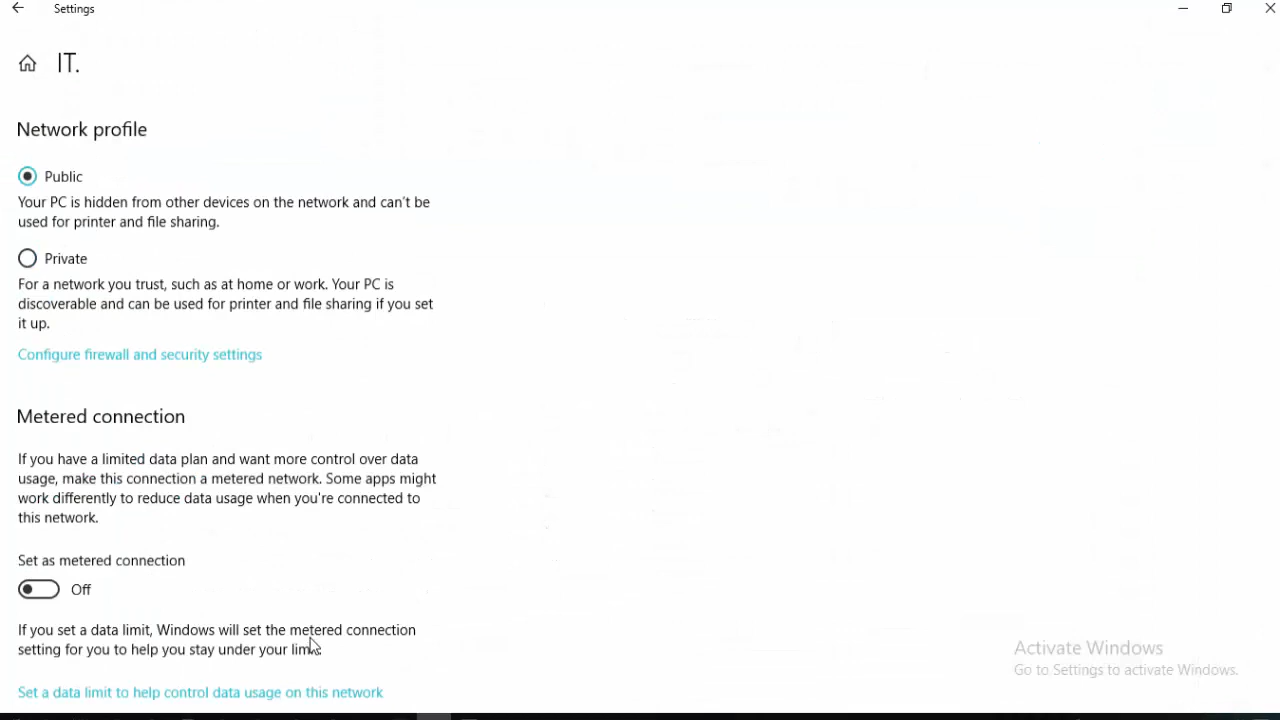 Settings
IT.
Network profile
Public
Your PC is hidden from other devices on the network and can't be
used for printer and file sharing.
Private
For a network you trust, such as at home or work. Your PC is
discoverable and can be used for printer and file sharing if you set
it up.
Configure firewall and security settings
Metered connection
If you have a limited data plan and want more control over data
usage, make this connection a metered network. Some apps might
work differently to reduce data usage when you're connected to
this network.
Set as metered connection
Off
If you set a data limit, Windows will set the metered connection
setting for you to help you stay under your limit.
Set a data limit to help control data usage on this network
Activate Windows
Go to Settings to activate Windows.